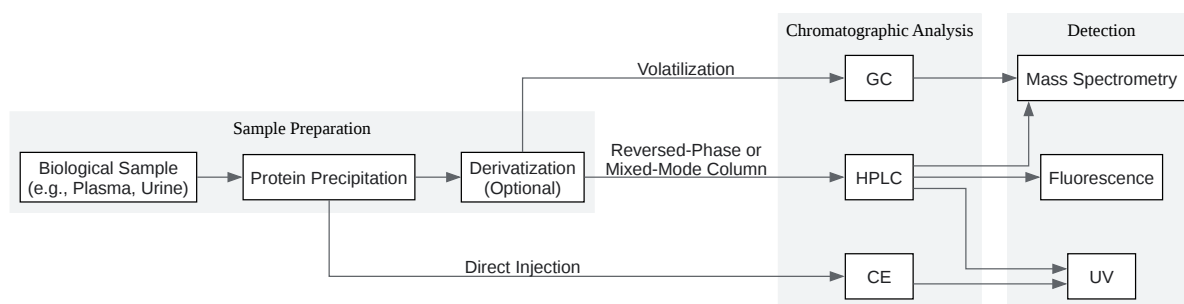 Chromatographic Analysis
Detection
Volatilization
GC
Mass Spectrometry
Sample Preparation
Biological Sample
(e.g., Plasma, Urine)
Protein Precipitation
Derivatization
(Optional)
Reversed-Phase or
Mixed-Mode Column
HPLC
Fluorescence
Direct Injection
CE
UV